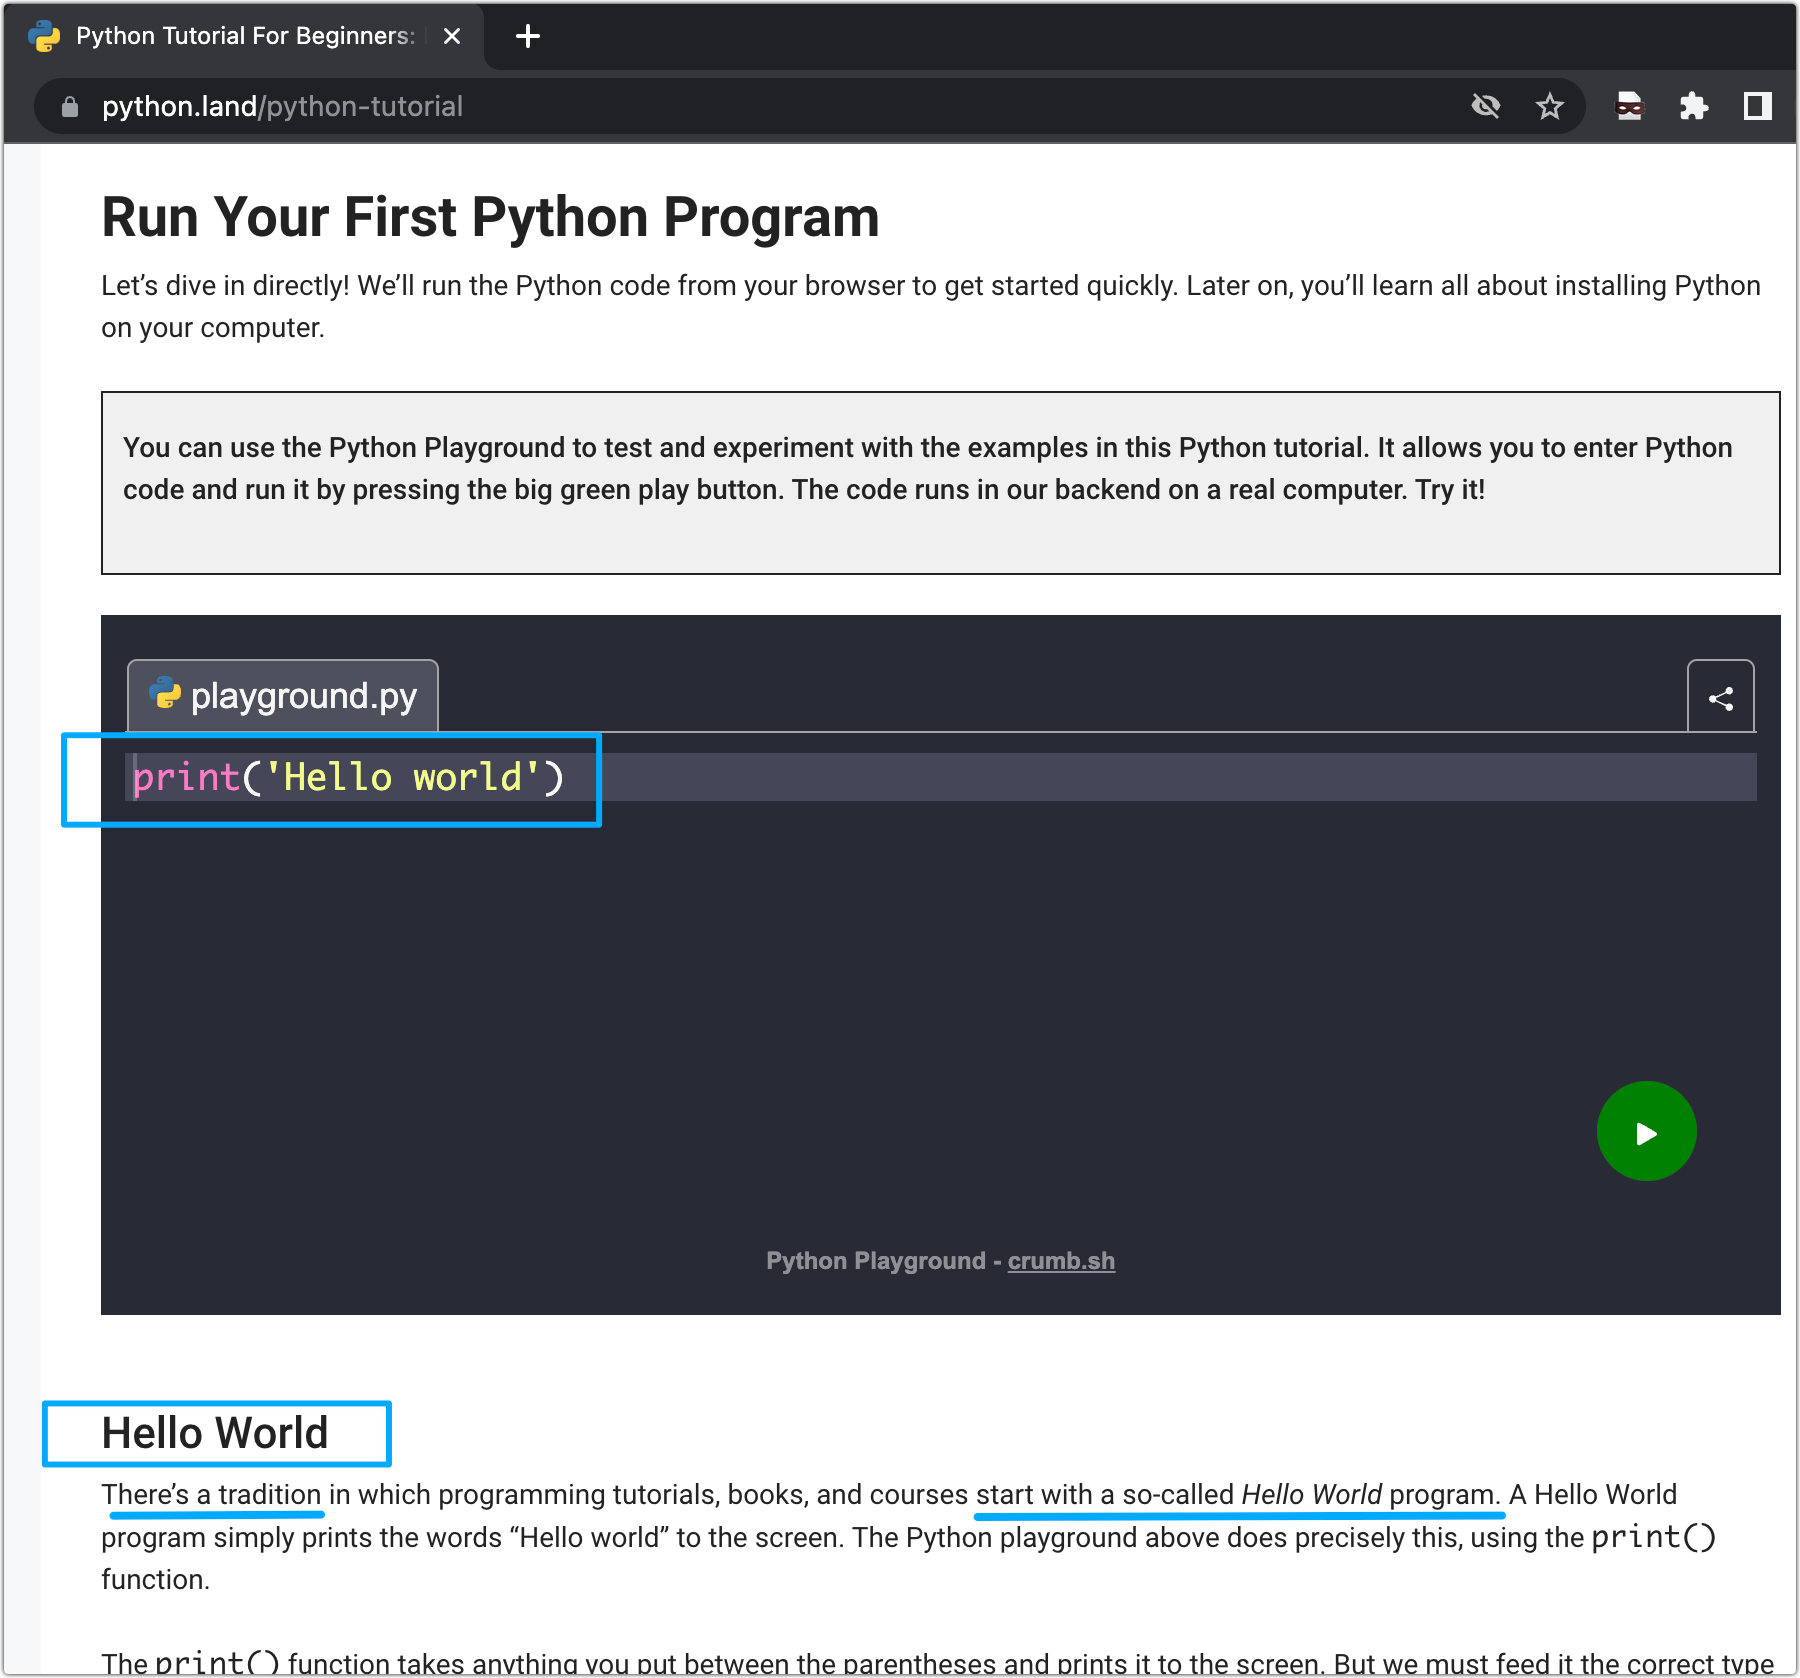 Python Tutorial For Beginners:
python.land/python-tutorial
Run Your First Python Program
Let’s dive in directly! We’ll run the Python code from your browser to get started quickly. Later on, you’ll learn all about installing Python
on your computer.
You can use the Python Playground to test and experiment with the examples in this Python tutorial. It allows you to enter Python
code and run it by pressing the big green play button. The code runs in our backend on a real computer. Try it!
playground.py
print('Hello world')
Python Playground - crumb.sh
Hello World
There’s a tradition in which programming tutorials, books, and courses start with a so-called Hello World program. A Hello World
program simply prints the words “Hello world” to the screen. The Python playground above does precisely this, using the print()
function.
The print() function takes anything you put between the parentheses and prints it to the screen. But we must feed it the correct type